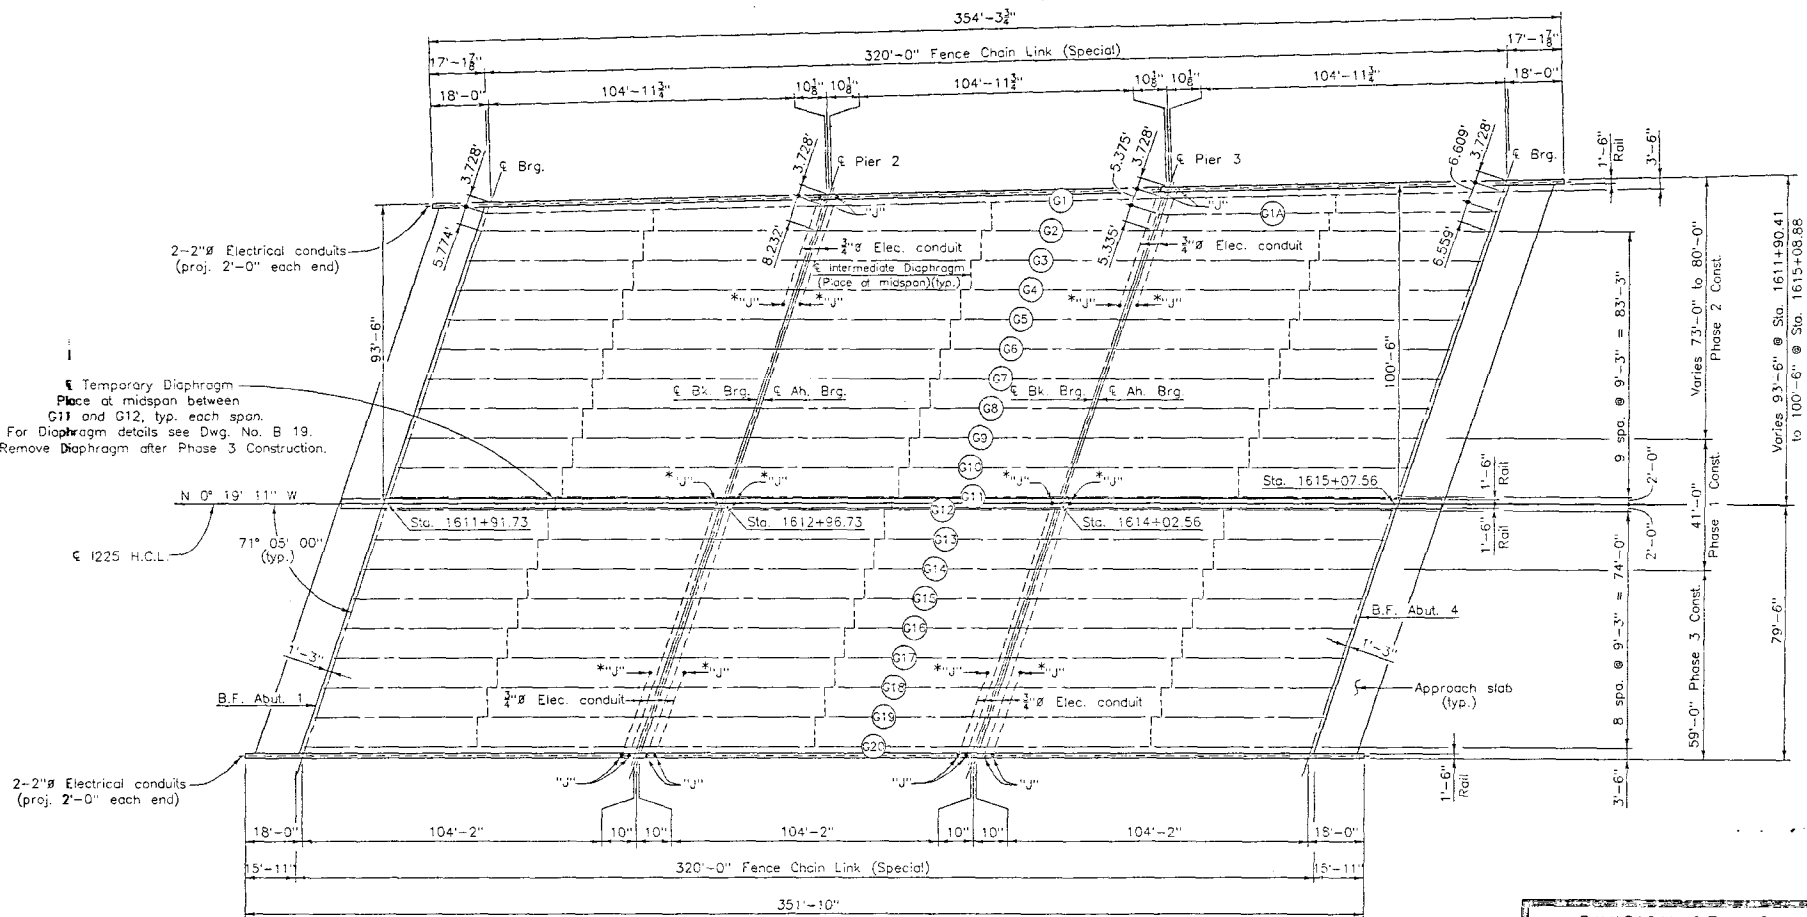 354'-3¾"
320'-0" Fence Chain Link (Special)
17'-1⅞"
17'-1⅞"
18'-0"
104'-11¾"
10⅛"
10⅛"
104'-11¾"
10⅛"
10⅛"
104'-11¾"
18'-0"
3.728'
℄ Brg.
3.728'
℄ Pier 2
5.375'
3.728'
℄ Pier 3
6.609'
3.728'
℄ Brg.
1'-6"
Rail
3'-6"
"J"
G1
"J"
G1A
2-2"Ø Electrical conduits
(proj. 2'-0" each end)
5.774'
8.232'
¾"Ø Elec. conduit
G2
5.335'
¾"Ø Elec. conduit
6.559'
G3
℄ Intermediate Diaphragm
(Place at midspan)(typ.)
G4
*"J"
*"J"
*"J"
*"J"
G5
93'-6"
G6
100'-6"
9 spa. @ 9'-3" = 83'-3"
Varies 73'-0" to 80'-0"
Phase 2 Const.
Varies 93'-6" @ Sta. 1611+90.41
to 100'-6" @ Sta. 1615+08.88
℄ Temporary Diaphragm
Place at midspan between
G11 and G12, typ. each span.
For Diaphragm details see Dwg. No. B 19.
Remove Diaphragm after Phase 3 Construction.
G7
℄ Bk. Brg.
℄ Ah. Brg.
℄ Bk. Brg.
℄ Ah. Brg.
G8
G9
G10
*"J"
*"J"
*"J"
*"J"
Sta. 1615+07.56
1'-6"
Rail
2'-0"
N 0° 19' 11" W
G11
G12
41'-0"
Phase 1 Const.
Sta. 1611+91.73
Sta. 1612+96.73
Sta. 1614+02.56
℄ I225 H.C.L.
71° 05' 00"
(typ.)
G13
1'-6"
Rail
2'-0"
G14
G15
B.F. Abut. 4
G16
1'-3"
1'-3"
G17
*"J"
*"J"
*"J"
*"J"
8 spa. @ 9'-3" = 74'-0"
59'-0" Phase 3 Const.
79'-6"
B.F. Abut. 1
¾"Ø Elec. conduit
G18
¾"Ø Elec. conduit
Approach slab
(typ.)
G19
G20
2-2"Ø Electrical conduits
(proj. 2'-0" each end)
"J"
"J"
"J"
"J"
1'-6"
Rail
3'-6"
18'-0"
104'-2"
10"
10"
104'-2"
10"
10"
104'-2"
18'-0"
15'-11"
320'-0" Fence Chain Link (Special)
15'-11"
351'-10"